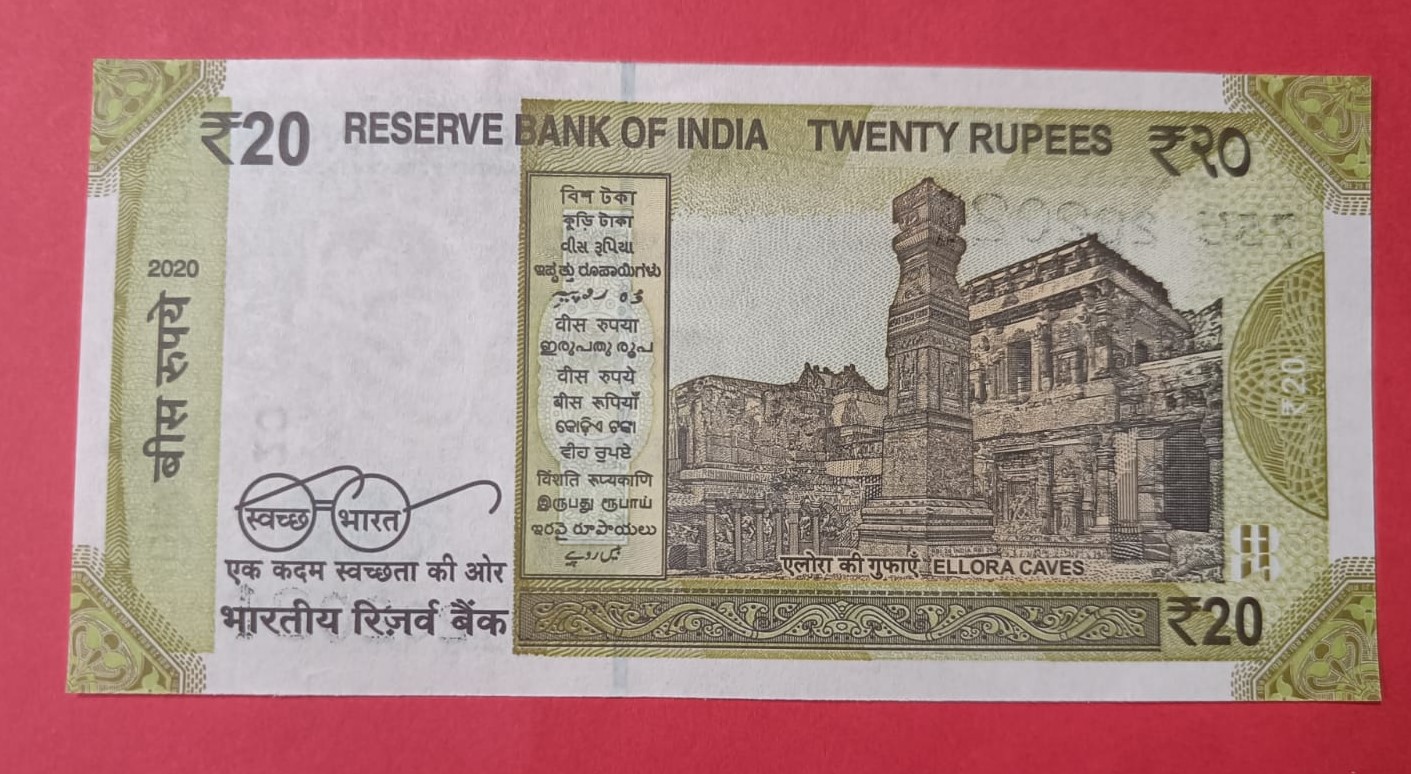 ₹20 RESERVE BANK OF INDIA TWENTY RUPEES ₹२०
2020
बीस रुपये
বিশ টকা
কুড়ি টাকা
વીસ રૂપિયા
ಇಪ್ಪತ್ತು ರೂಪಾಯಿಗಳು
वीस रुपया
ഇരുപതു രൂപ
वीस रुपये
बीस रूपियाँ
କୋଡ଼ିଏ ଟଙ୍କା
ਵੀਹ ਰੁਪਏ
विंशति रूप्यकाणि
இருபது ரூபாய்
ఇరవై రూపాయలు
بیس روپے
₹20
स्वच्छ भारत
एक कदम स्वच्छता की ओर
भारतीय रिज़र्व बैंक
एलोरा की गुफाएँ ELLORA CAVES
₹20